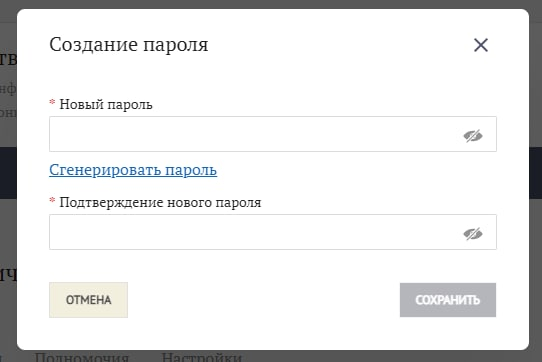 Создание пароля
* Новый пароль
Сгенерировать пароль
* Подтверждение нового пароля
ОТМЕНА
СОХРАНИТЬ
Полномочия Настройки